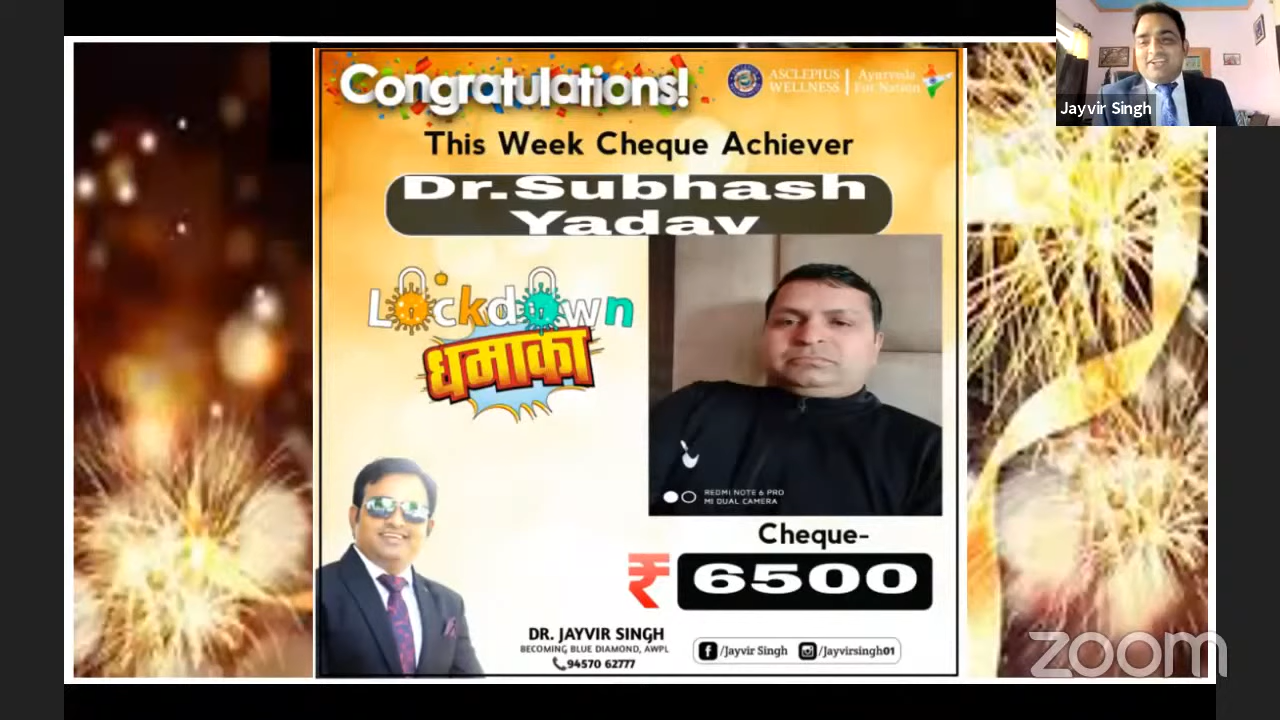 Congratulations!
ASCLEPIUS
WELLNESS
Ayurveda
For Nation
Jayvir Singh
This Week Cheque Achiever
Dr.Subhash
Yadav
Lockdown
धमाका
REDMI NOTE 6 PRO
MI DUAL CAMERA
Cheque-
₹ 6500
DR. JAYVIR SINGH
BECOMING BLUE DIAMOND, AWPL
94570 62777
/Jayvir Singh
/Jayvirsingh01
zoom